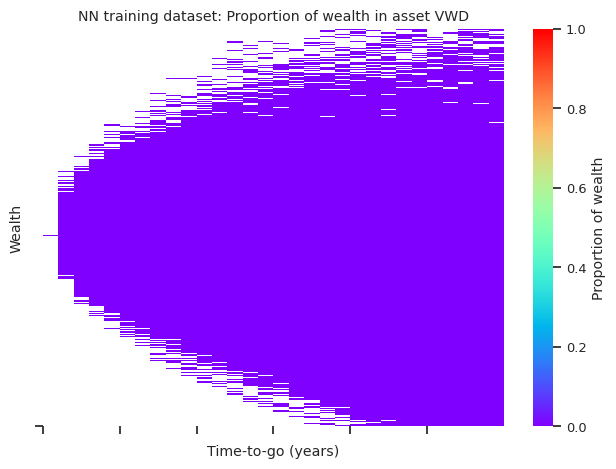 NN training dataset: Proportion of wealth in asset VWD
Wealth
Time-to-go (years)
1.0
0.8
0.6
0.4
0.2
0.0
Proportion of wealth